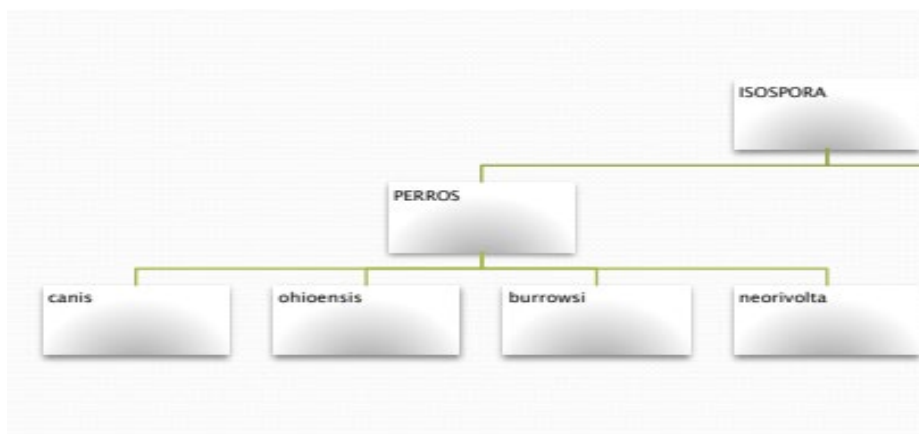 ISOSPORA
PERROS
canis
ohioensis
burrowsi
neorivolta